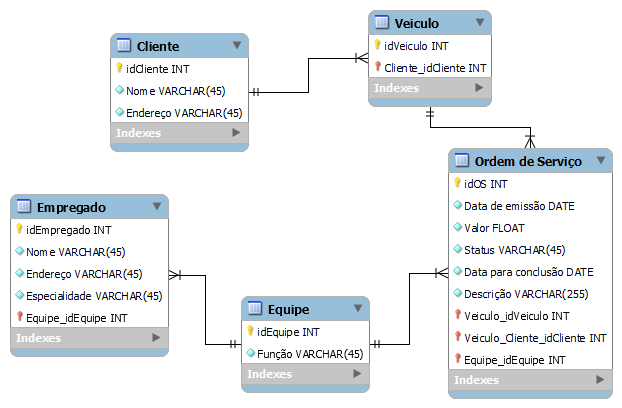 Cliente
idCliente INT
Nome VARCHAR(45)
Endereço VARCHAR(45)
Indexes
Veiculo
idVeiculo INT
Cliente_idCliente INT
Indexes
Empregado
idEmpregado INT
Nome VARCHAR(45)
Endereço VARCHAR(45)
Especialidade VARCHAR(45)
Equipe_idEquipe INT
Indexes
Equipe
idEquipe INT
Função VARCHAR(45)
Indexes
Ordem de Serviço
idOS INT
Data de emissão DATE
Valor FLOAT
Status VARCHAR(45)
Data para conclusão DATE
Descrição VARCHAR(255)
Veiculo_idVeiculo INT
Veiculo_Cliente_idCliente INT
Equipe_idEquipe INT
Indexes